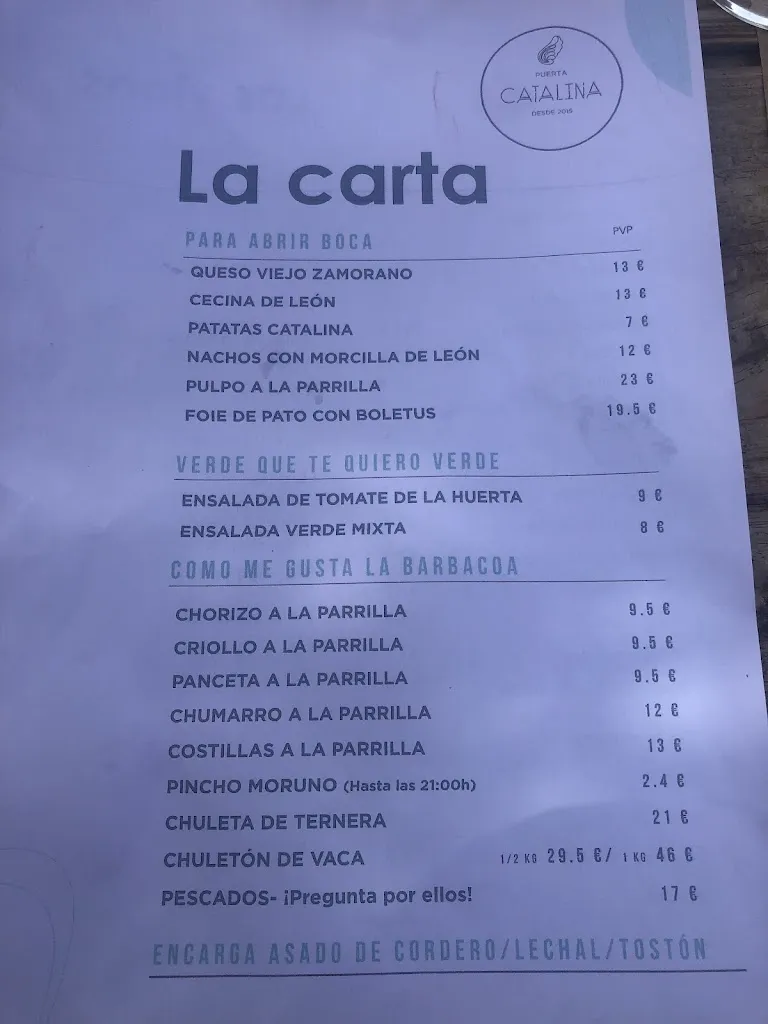 PUERTA
CATALINA
DESDE 2015
La carta
PARA ABRIR BOCA PVP
QUESO VIEJO ZAMORANO 13 €
CECINA DE LEÓN 13 €
PATATAS CATALINA 7 €
NACHOS CON MORCILLA DE LEÓN 12 €
PULPO A LA PARRILLA 23 €
FOIE DE PATO CON BOLETUS 19.5 €
VERDE QUE TE QUIERO VERDE
ENSALADA DE TOMATE DE LA HUERTA 9 €
ENSALADA VERDE MIXTA 8 €
COMO ME GUSTA LA BARBACOA
CHORIZO A LA PARRILLA 9.5 €
CRIOLLO A LA PARRILLA 9.5 €
PANCETA A LA PARRILLA 9.5 €
CHUMARRO A LA PARRILLA 12 €
COSTILLAS A LA PARRILLA 13 €
PINCHO MORUNO (Hasta las 21:00h) 2.4 €
CHULETA DE TERNERA 21 €
CHULETÓN DE VACA 1/2 KG 29.5 €/ 1 KG 46 €
PESCADOS- ¡Pregunta por ellos! 17 €
ENCARGA ASADO DE CORDERO/LECHAL/TOSTÓN